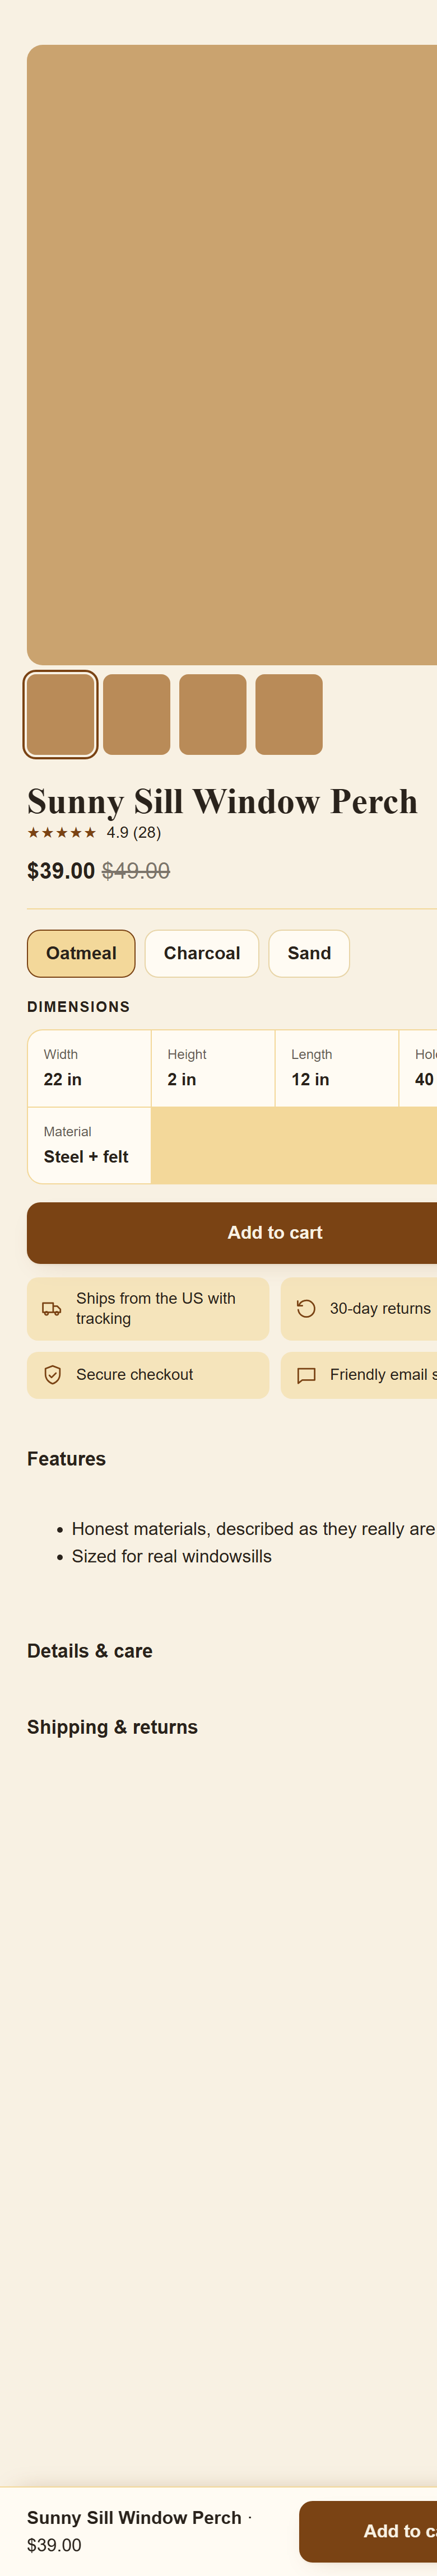 Sunny Sill Window Perch
★★★★★ 4.9 (28)
$39.00 $49.00
Oatmeal Charcoal Sand
DIMENSIONS
Width Height Length
22 in 2 in 12 in 40
Material
Steel + felt
Add to cart
Ships from the US with
tracking
30-day returns
Secure checkout
Friendly email
Features
• Honest materials, described as they really are
• Sized for real windowsills
Details & care
Shipping & returns
Sunny Sill Window Perch ·
$39.00
Add to